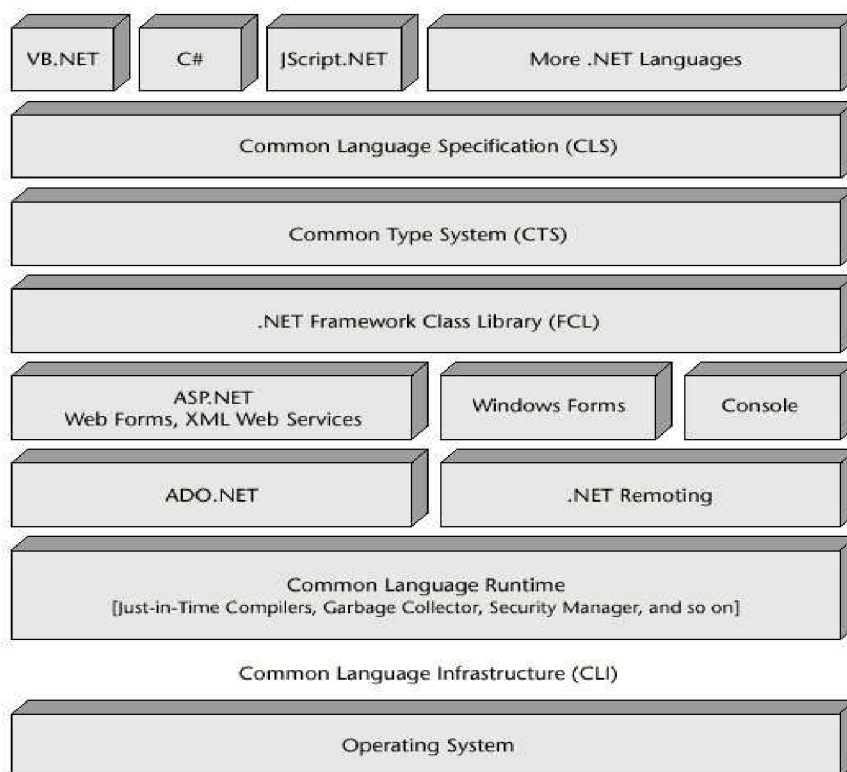 VB.NET
C#
JScript.NET
More .NET Languages
Common Language Specification (CLS)
Common Type System (CTS)
.NET Framework Class Library (FCL)
ASP.NET
Web Forms, XML Web Services
Windows Forms
Console
ADO.NET
.NET Remoting
Common Language Runtime
[Just-in-Time Compilers, Garbage Collector, Security Manager, and so on]
Common Language Infrastructure (CLI)
Operating System